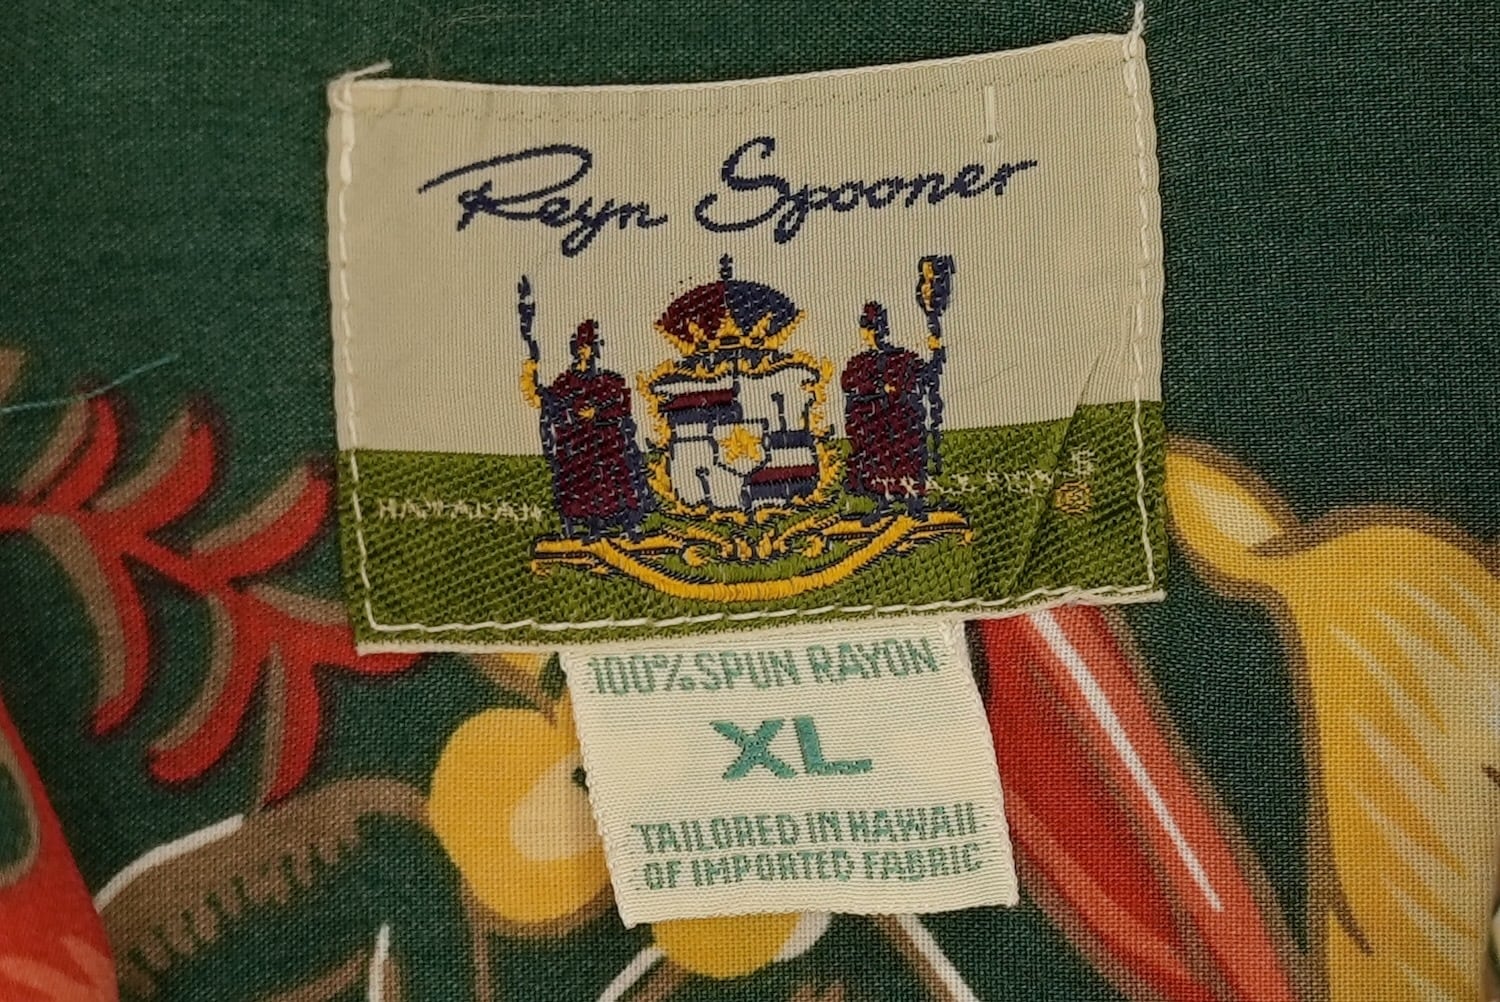 Reyn Spooner
HAWAIIAN
100% SPUN RAYON
XL
TAILORED IN HAWAII
OF IMPORTED FABRIC